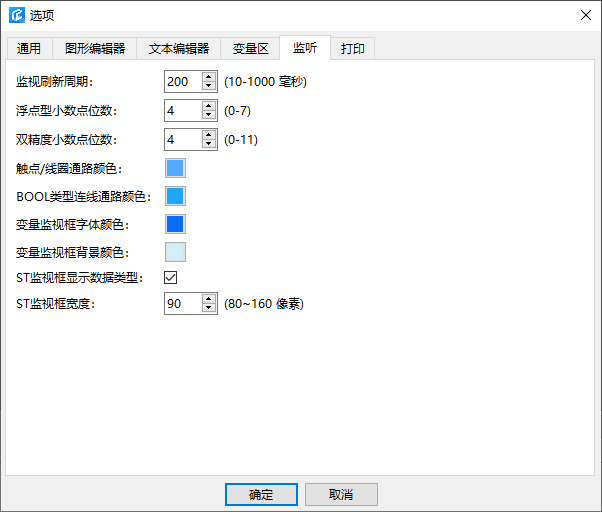 选项
通用 图形编辑器 文本编辑器 变量区 监听 打印
监视刷新周期： 200 (10-1000 毫秒)
浮点型小数点位数： 4 (0-7)
双精度小数点位数： 4 (0-11)
触点/线圈通路颜色：
BOOL类型连线通路颜色：
变量监视框字体颜色：
变量监视框背景颜色：
ST监视框显示数据类型：
ST监视框宽度： 90 (80~160 像素)
确定 取消